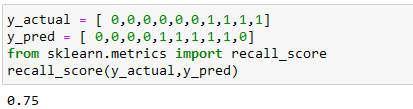 y_actual = [ 0,0,0,0,0,0,1,1,1,1]
y_pred = [ 0,0,0,0,1,1,1,1,1,0]
from sklearn.metrics import recall_score
recall_score(y_actual,y_pred)
0.75